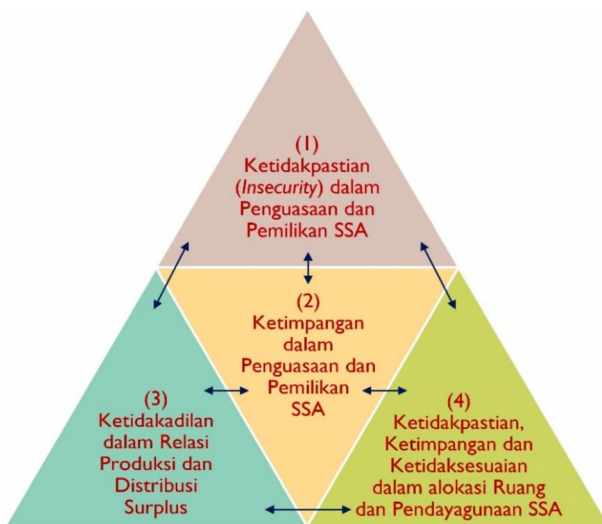 (1)
Ketidakpastian
(Insecurity) dalam
Penguasaan dan
Pemilikan SSA
(2)
Ketimpangan
dalam
Penguasaan dan
Pemilikan
SSA
(3)
Ketidakadilan
dalam Relasi
Produksi dan
Distribusi
Surplus
(4)
Ketidakpastian,
Ketimpangan dan
Ketidaksesuaian
dalam alokasi Ruang
dan Pendayagunaan SSA